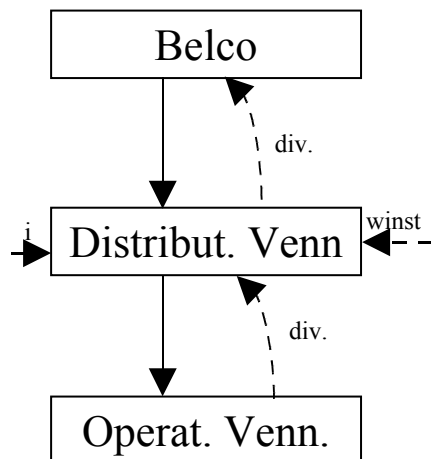 Belco
div.
i
winst
Distribut. Venn
div.
Operat. Venn.